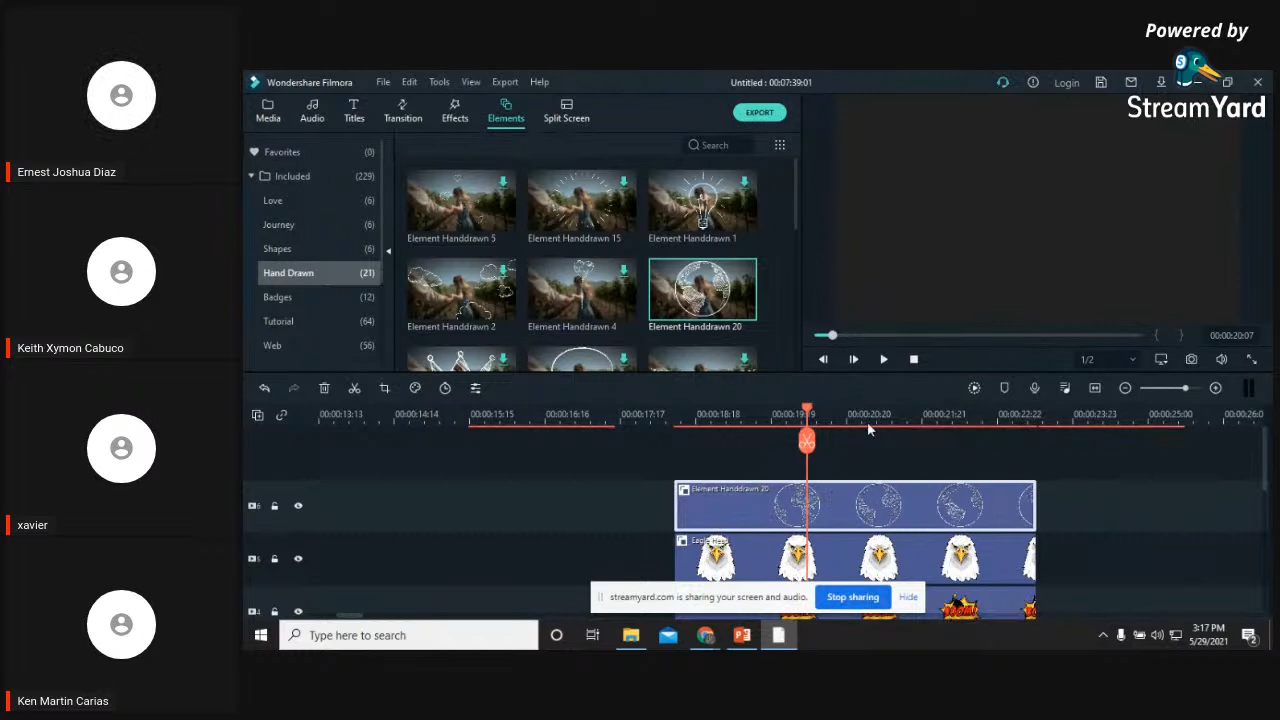 Powered by
StreamYard
Ernest Joshua Diaz
Keith Xymon Cabuco
xavier
Ken Martin Carias
Wondershare Filmora
File Edit Tools View Export Help
Untitled : 00:07:39:01
Login
Media Audio Titles Transition Effects Elements Split Screen
EXPORT
Favorites (0)
Search
Included (229)
Love (6)
Journey (6)
Shapes (6)
Hand Drawn (21)
Badges (12)
Tutorial (64)
Web (56)
Element Handdrawn 5 Element Handdrawn 15 Element Handdrawn 1
Element Handdrawn 2 Element Handdrawn 4 Element Handdrawn 20
00:00:20:07
1/2
00:00:13:13 00:00:14:14 00:00:15:15 00:00:16:16 00:00:17:17 00:00:18:18 00:00:19:19 00:00:20:20 00:00:21:21 00:00:22:22 00:00:23:23 00:00:25:00 00:00:26:0
6 Element Handdrawn 20
5
4
streamyard.com is sharing your screen and audio. Stop sharing Hide
Type here to search
3:17 PM
5/29/2021
2